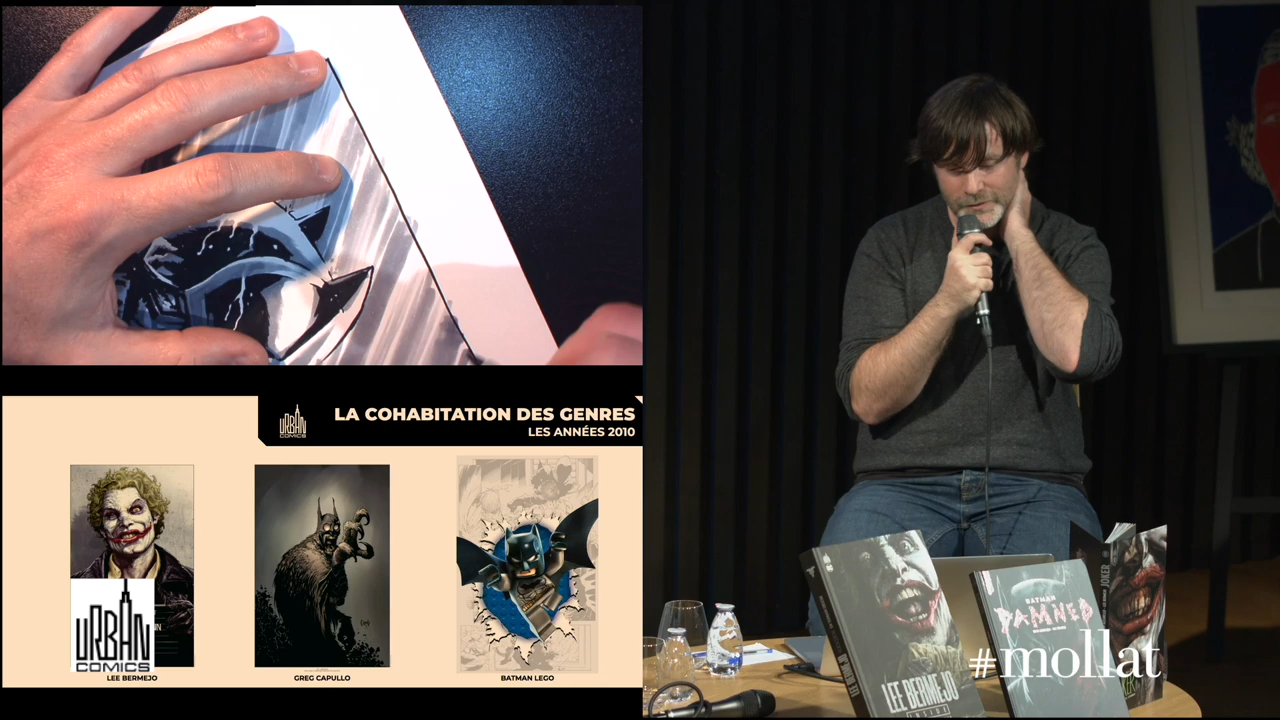 URBAN
COMICS
LA COHABITATION DES GENRES
LES ANNÉES 2010
URBAN
COMICS
LEE BERMEJO
GREG CAPULLO
BATMAN LEGO
LEE BERMEJO
INSIDE
BATMAN
DAMNED
JOKER
#mollat